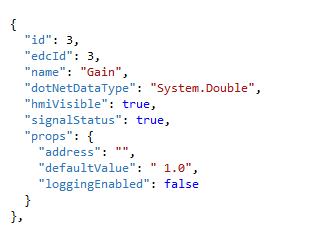 {
  "id": 3,
  "edcId": 3,
  "name": "Gain",
  "dotNetDataType": "System.Double",
  "hmiVisible": true,
  "signalStatus": true,
  "props": {
    "address": "",
    "defaultValue": " 1.0",
    "loggingEnabled": false
  }
},